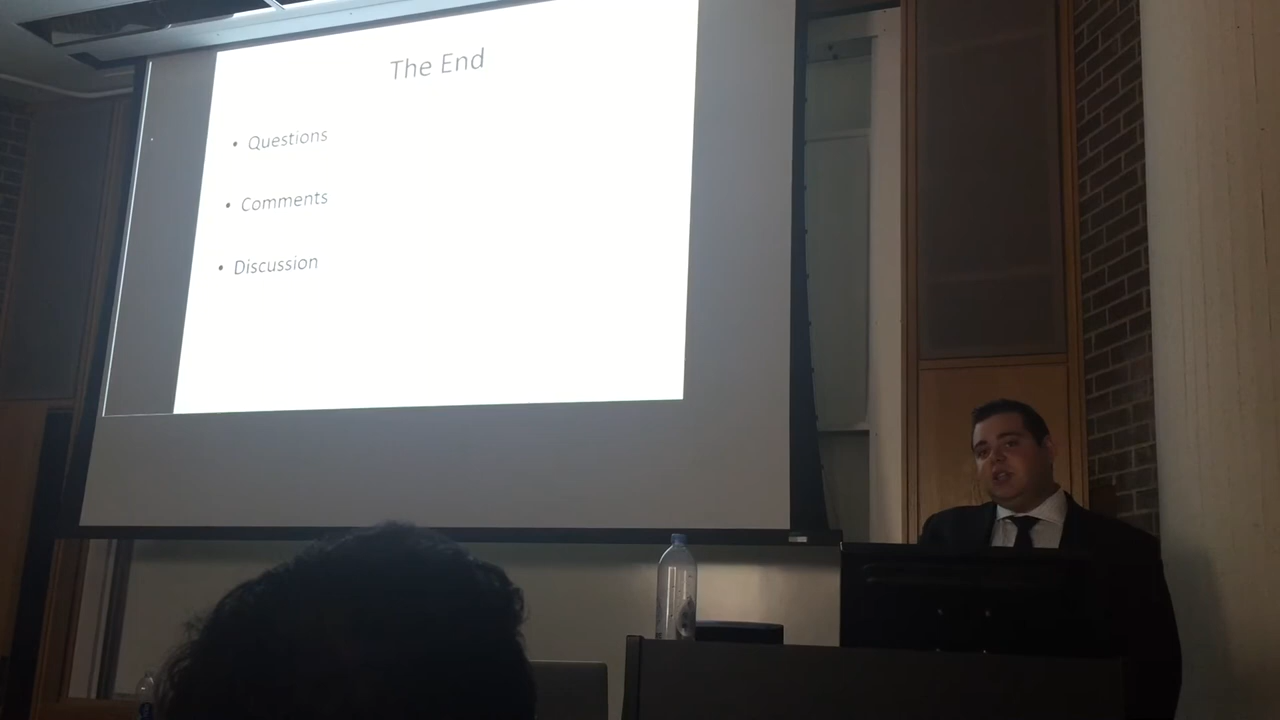 The End
• Questions
• Comments
• Discussion